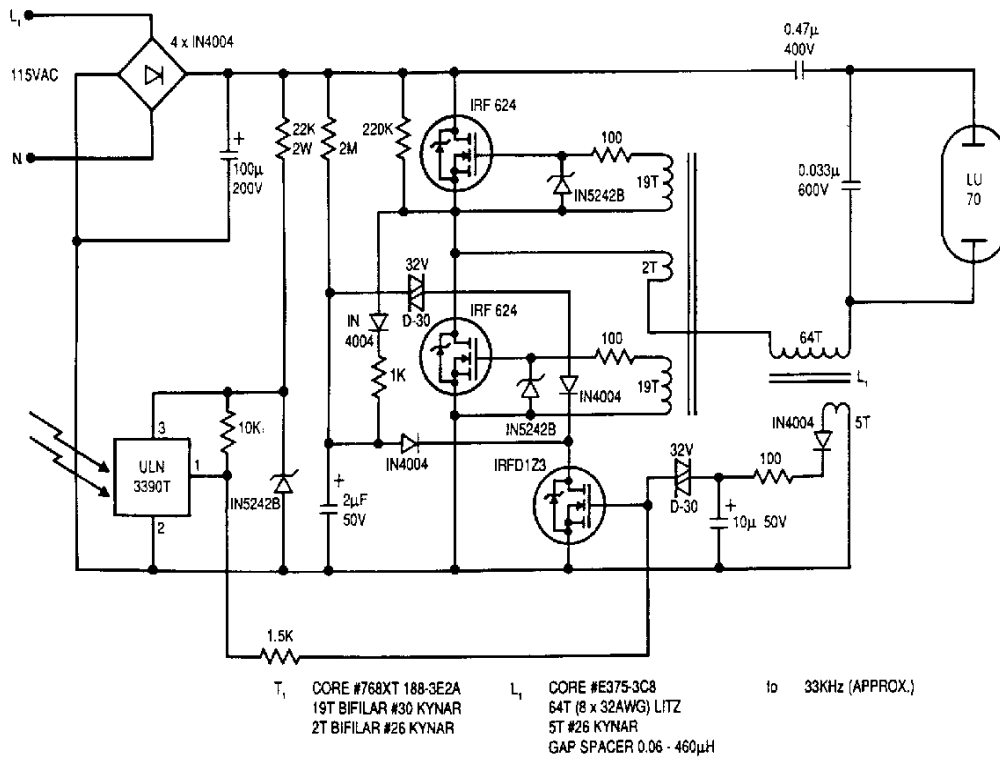 L1
4 x IN4004
115VAC
N
+
100µ
200V
22K
2W
2M
220K
IRF 624
100
19T
IN5242B
0.47µ
400V
0.033µ
600V
LU
70
2T
32V
D-30
IN
4004
1K
IRF 624
100
19T
IN5242B
IN4004
64T
L1
5T
IN4004
3
10K
ULN
3390T
1
2
IN5242B
IN4004
+
2µF
50V
IRFD1Z3
32V
D-30
100
+
10µ 50V
1.5K
T1 CORE #768XT 188-3E2A
19T BIFILAR #30 KYNAR
2T BIFILAR #26 KYNAR
L1 CORE #E375-3C8
64T (8 x 32AWG) LITZ
5T #26 KYNAR
GAP SPACER 0.06 - 460µH
fo 33KHz (APPROX.)